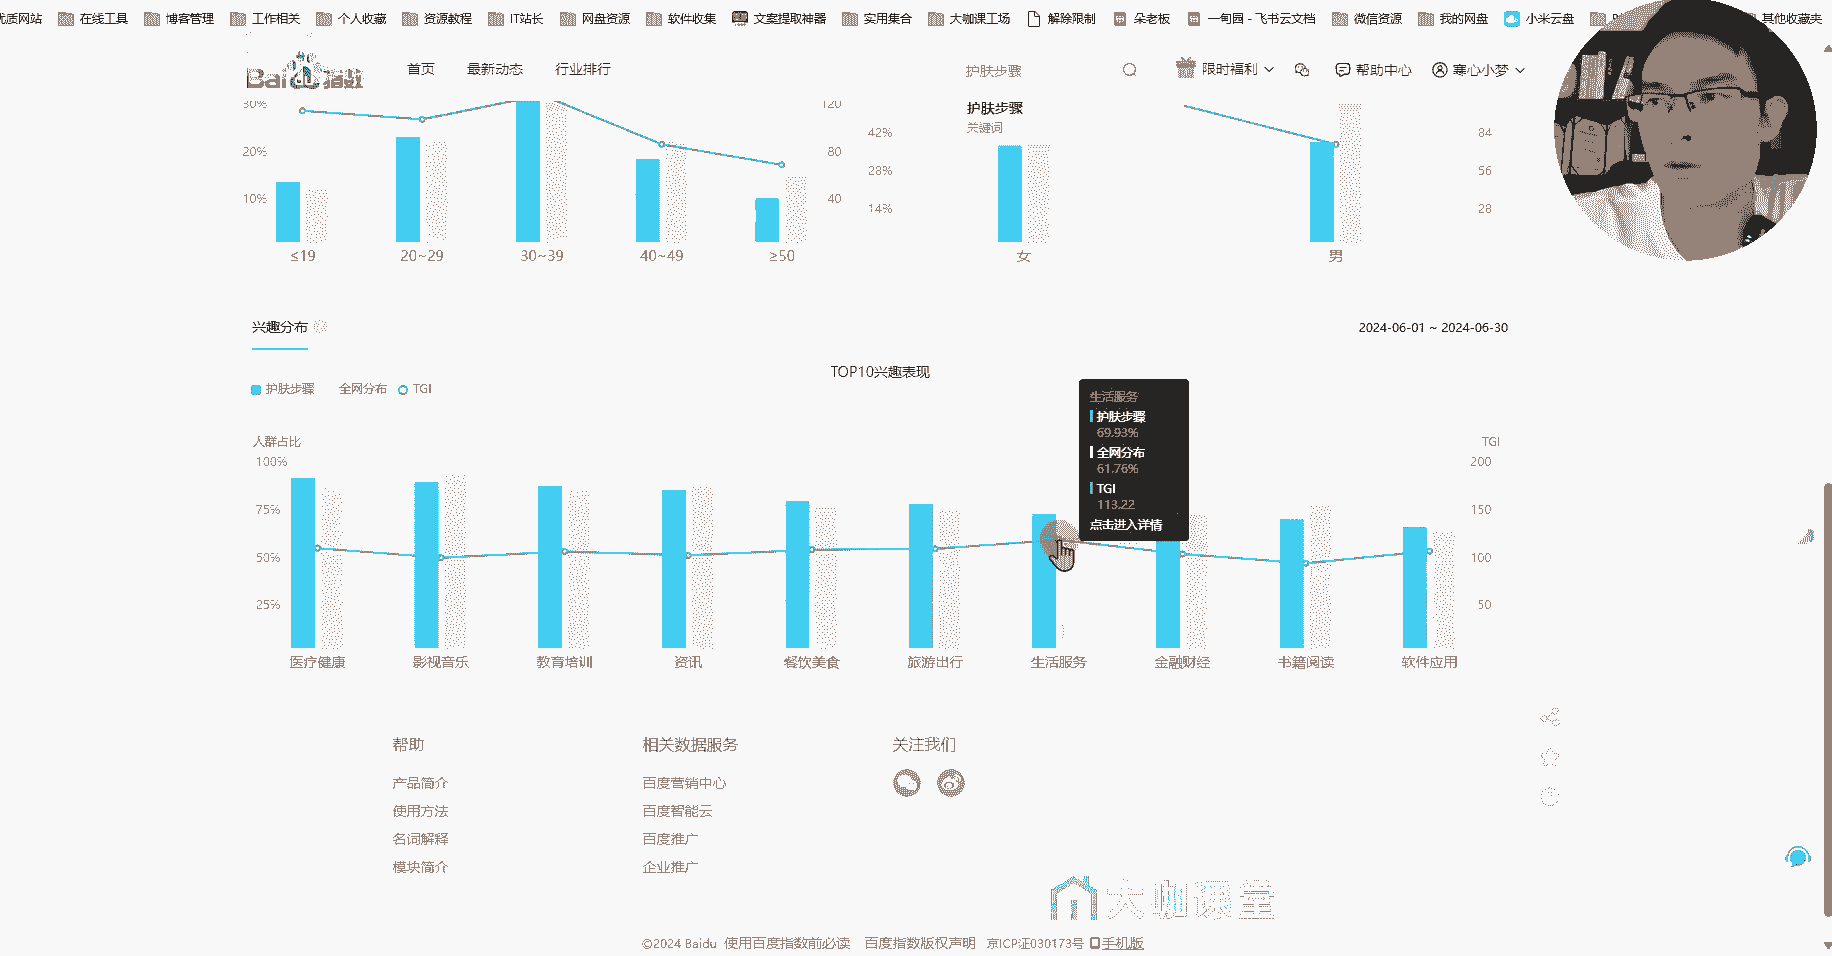 优质网站 在线工具 博客管理 工作相关 个人收藏 资源教程 IT站长 网盘资源 软件收集 文案提取神器 实用集合 大咖课工场 解除限制 朵老板 一甸园 - 飞书云文档 微信资源 我的网盘 小米云盘 其他收藏夹
Baidu 指数 首页 最新动态 行业排行 护肤步骤 限时福利 帮助中心 寒心小梦
30% 120 护肤步骤
关键词
42% 84
20% 80
28% 56
10% 40
14% 28
≤19 20~29 30~39 40~49 ≥50 女 男
兴趣分布 2024-06-01 ~ 2024-06-30
TOP10兴趣表现
护肤步骤 全网分布 TGI
生活服务
护肤步骤
69.93%
全网分布
61.76%
TGI
113.22
点击进入详情
人群占比 TGI
100% 200
75% 150
50% 100
25% 50
医疗健康 影视音乐 教育培训 资讯 餐饮美食 旅游出行 生活服务 金融财经 书籍阅读 软件应用
帮助 相关数据服务 关注我们
产品简介 百度营销中心
使用方法 百度智能云
名词解释 百度推广
模块简介 企业推广
大咖课堂
©2024 Baidu 使用百度指数前必读 百度指数版权声明 京ICP证030173号 手机版